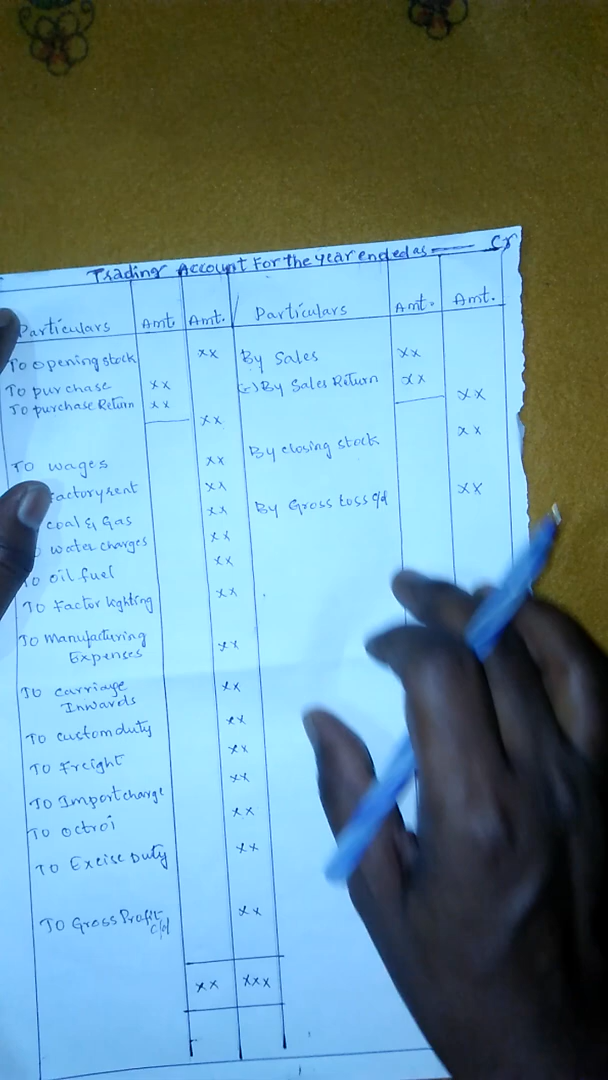 Trading Account for the year ended as —— Cr
Particulars Amt. Amt. Particulars Amt. Amt.
To opening stock xx By Sales xx
To purchase xx (-) By Sales Return xx
To purchase Return xx xx
xx
By closing stock xx
To wages xx
factory rent xx By Gross Loss c/d xx
coal & Gas xx
water charges xx
To oil fuel xx
To Factor lighting xx
To Manufacturing xx
Expenses
To carriage xx
Inwards
To custom duty xx
To Freight xx
To Import charge xx
To octroi xx
To Excise Duty xx
To Gross Profit xx
c/d
xx xxx